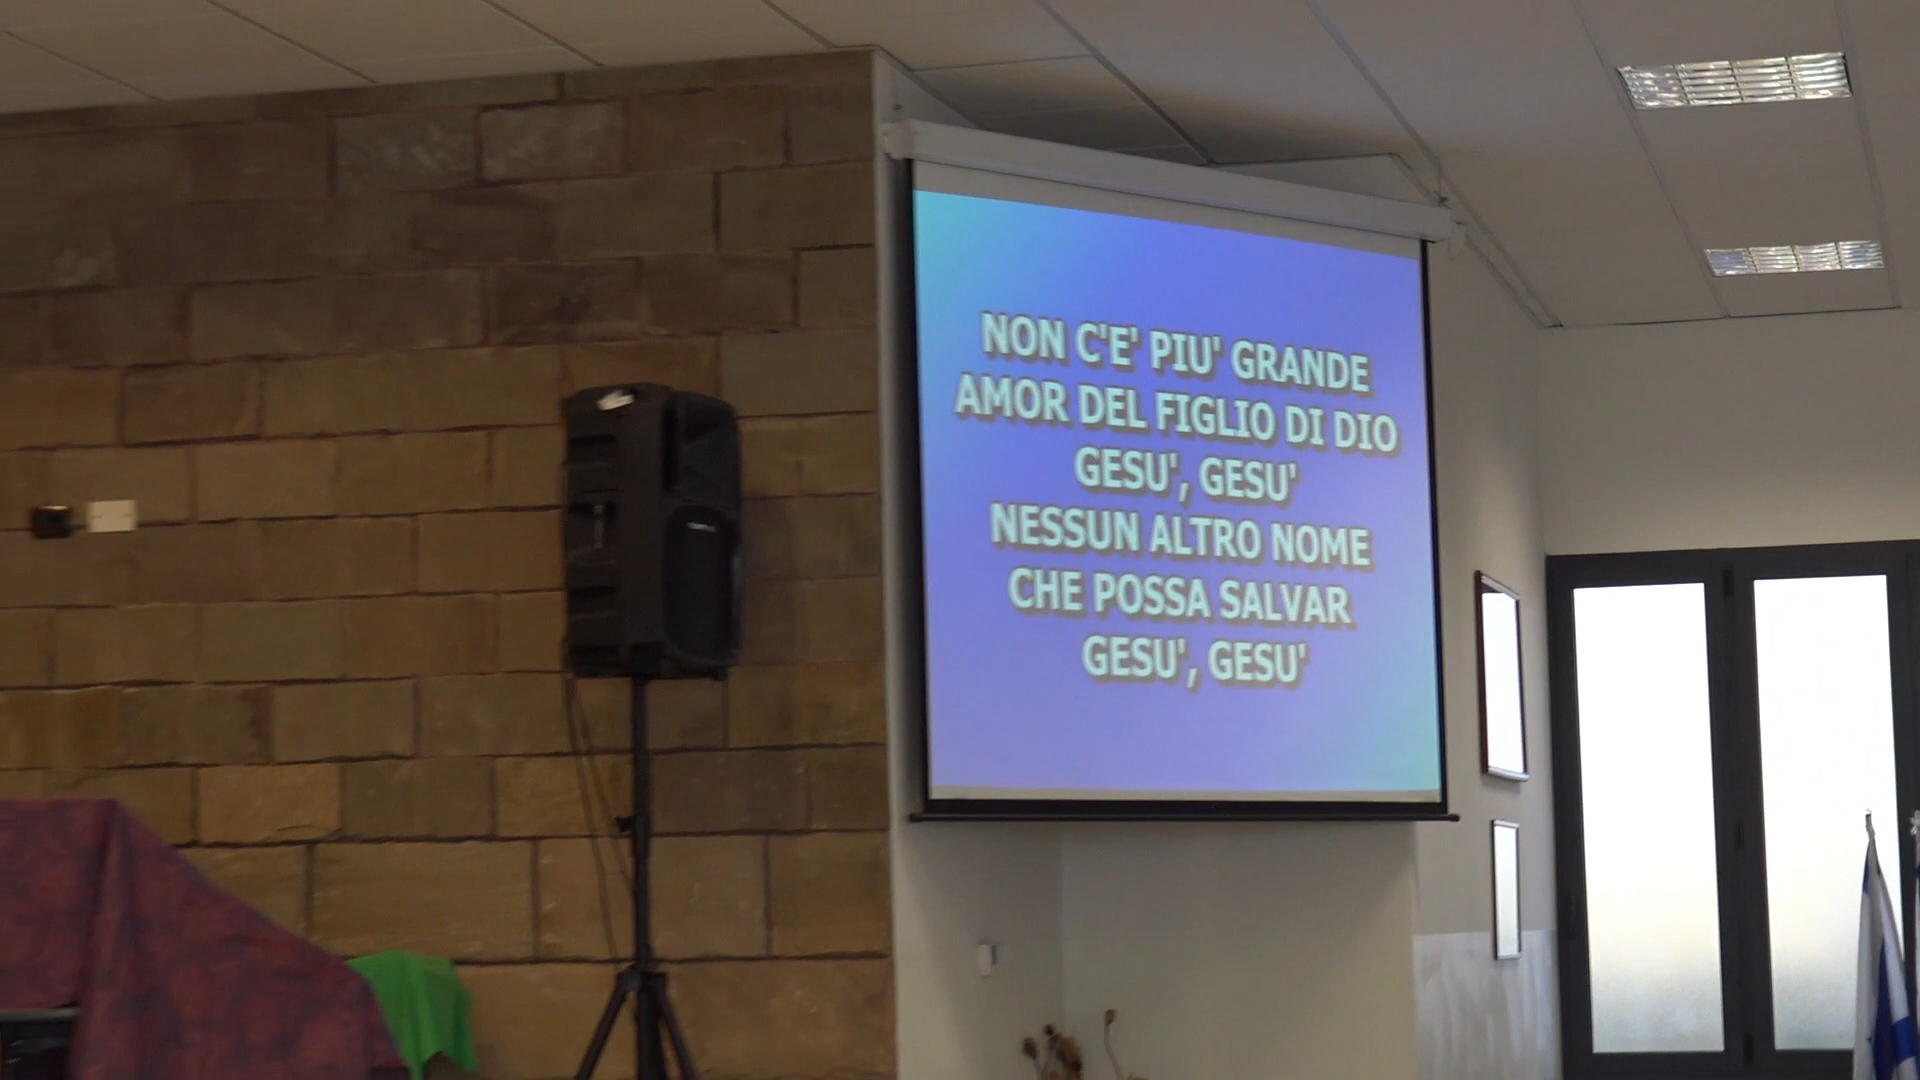 NON C'E' PIU' GRANDE
AMOR DEL FIGLIO DI DIO
GESU', GESU'
NESSUN ALTRO NOME
CHE POSSA SALVAR
GESU', GESU'